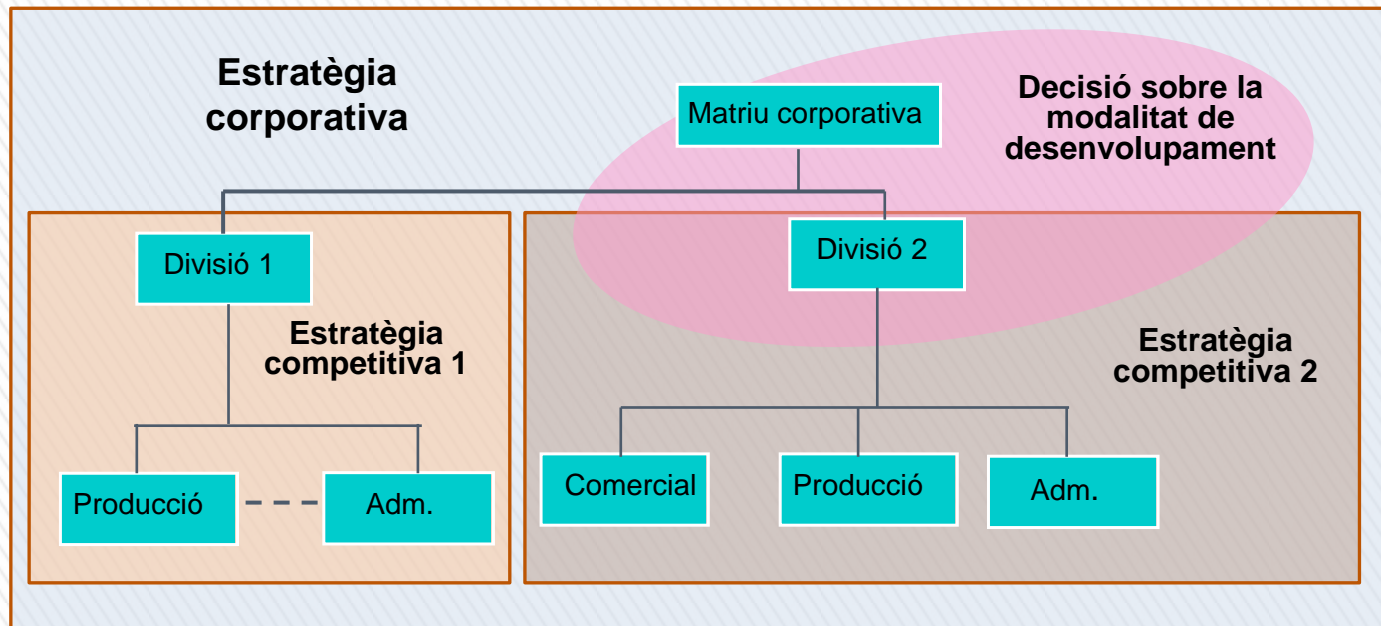 Estratègia
corporativa
Matriu corporativa
Decisió sobre la
modalitat de
desenvolupament
Divisió 1
Divisió 2
Estratègia
competitiva 1
Estratègia
competitiva 2
Producció
Adm.
Comercial
Producció
Adm.